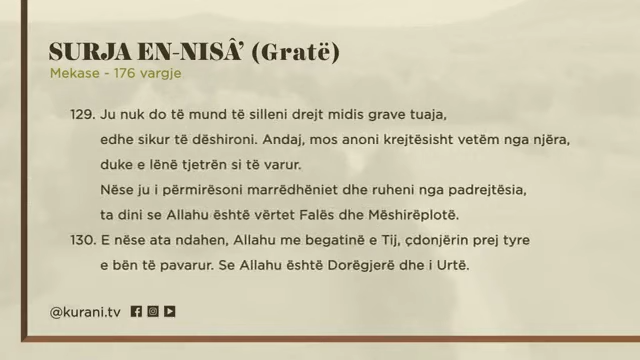 SURJA EN-NISÂ’ (Gratë)
Mekase - 176 vargje
129. Ju nuk do të mund të silleni drejt midis grave tuaja,
edhe sikur të dëshironi. Andaj, mos anoni krejtësisht vetëm nga njëra,
duke e lënë tjetrën si të varur.
Nëse ju i përmirësoni marrëdhëniet dhe ruheni nga padrejtësia,
ta dini se Allahu është vërtet Falës dhe Mëshirëplotë.
130. E nëse ata ndahen, Allahu me begatinë e Tij, çdonjërin prej tyre
e bën të pavarur. Se Allahu është Dorëgjerë dhe i Urtë.
@kurani.tv